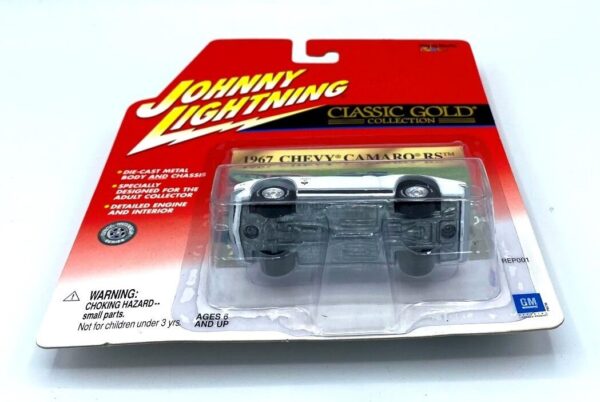 JOHNNY
LIGHTNING
CLASSIC GOLD®
COLLECTION
1967 CHEVY® CAMARO® RS™
• DIE-CAST METAL
BODY AND CHASSIS
• SPECIALLY
DESIGNED FOR THE
ADULT COLLECTOR
• DETAILED ENGINE
AND INTERIOR
WARNING:
CHOKING HAZARD--
small parts.
Not for children under 3 yrs.
AGES 8
AND UP
REP001
GM